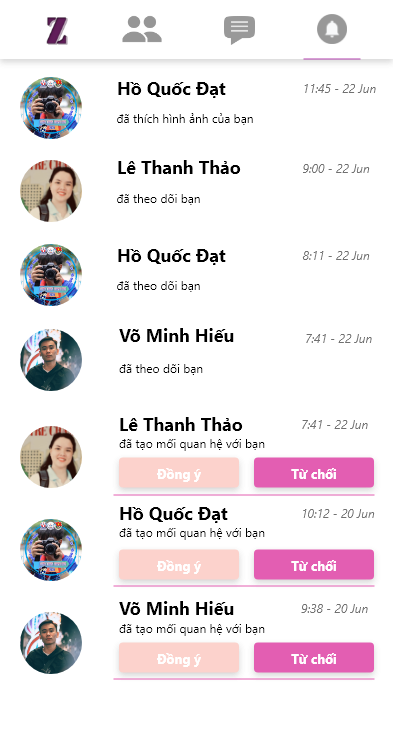 Z
Hồ Quốc Đạt
11:45 - 22 Jun
đã thích hình ảnh của bạn
Lê Thanh Thảo
9:00 - 22 Jun
đã theo dõi bạn
Hồ Quốc Đạt
8:11 - 22 Jun
đã theo dõi bạn
Võ Minh Hiếu
7:41 - 22 Jun
đã theo dõi bạn
Lê Thanh Thảo
7:41 - 22 Jun
đã tạo mối quan hệ với bạn
Đồng ý
Từ chối
Hồ Quốc Đạt
10:12 - 20 Jun
đã tạo mối quan hệ với bạn
Đồng ý
Từ chối
Võ Minh Hiếu
9:38 - 20 Jun
đã tạo mối quan hệ với bạn
Đồng ý
Từ chối